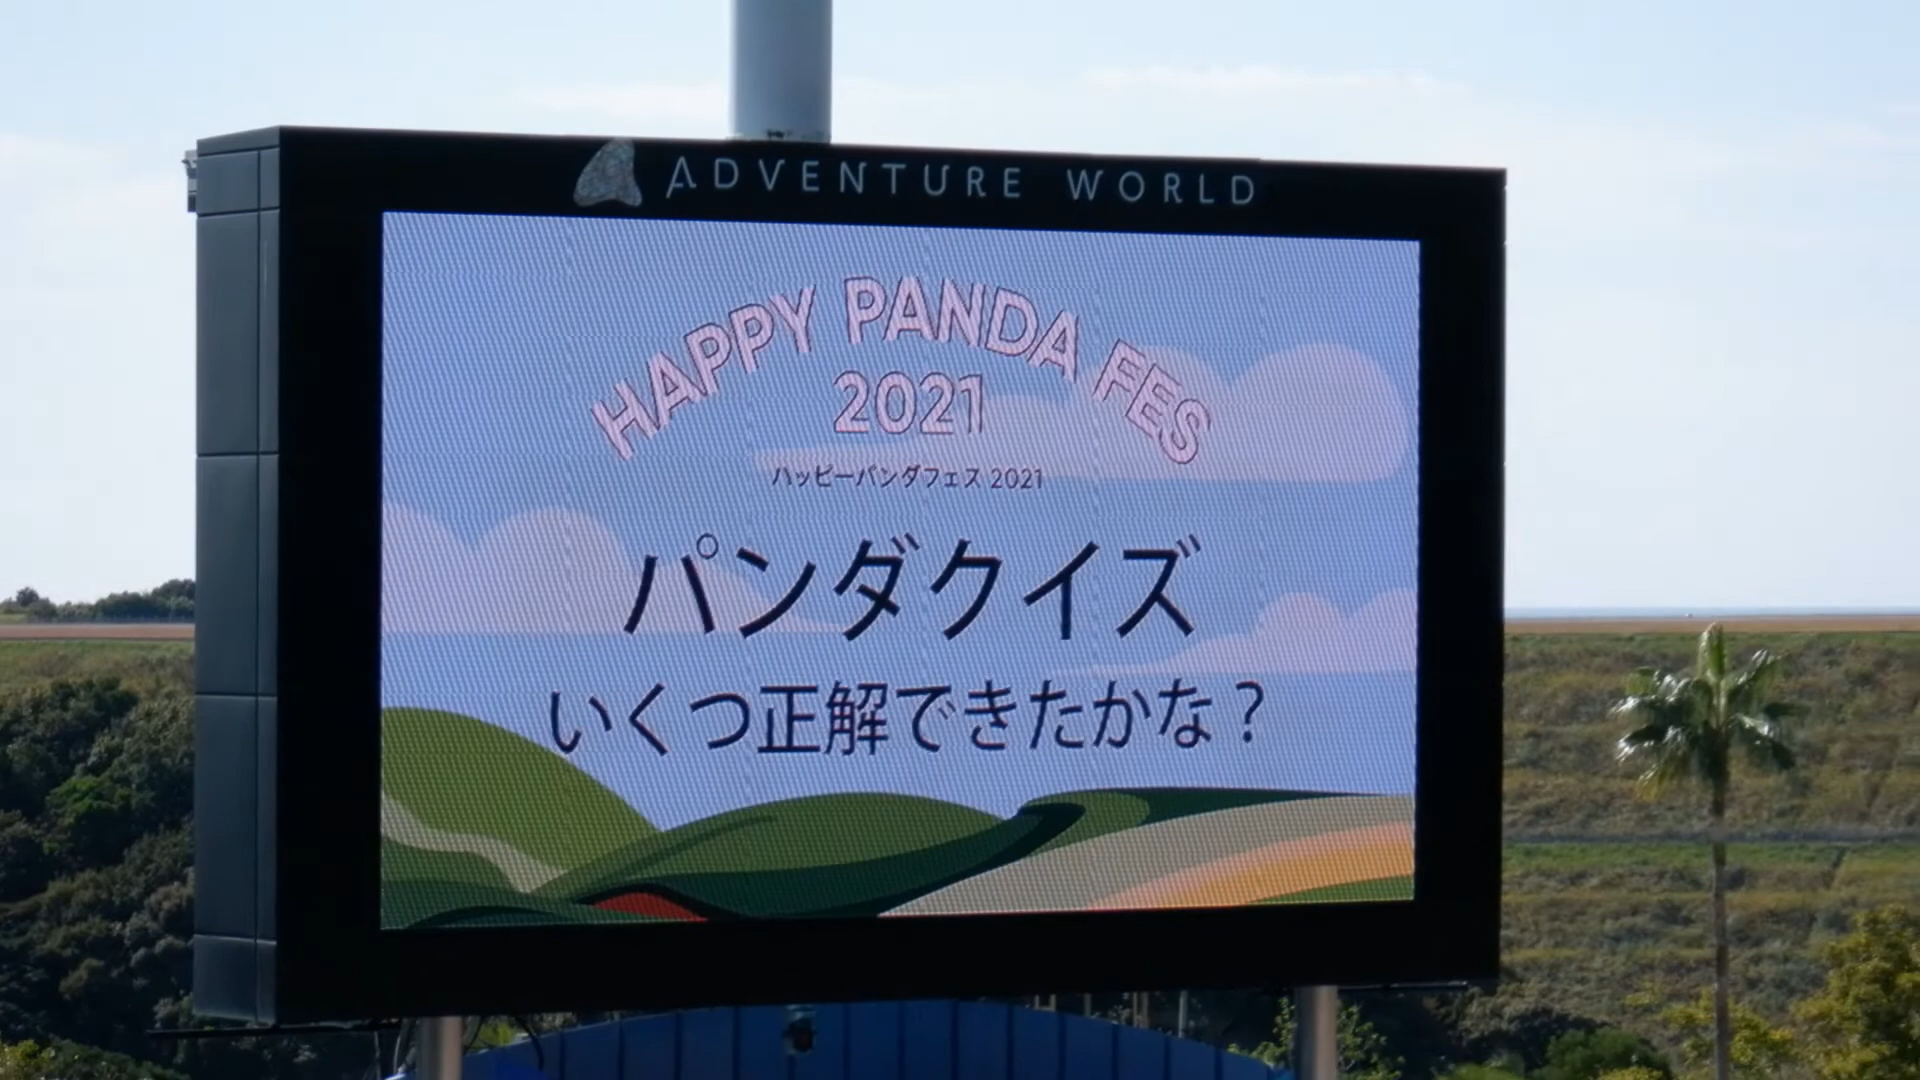 ADVENTURE WORLD
HAPPY PANDA FES
2021
ハッピーパンダフェス 2021
パンダクイズ
いくつ正解できたかな？